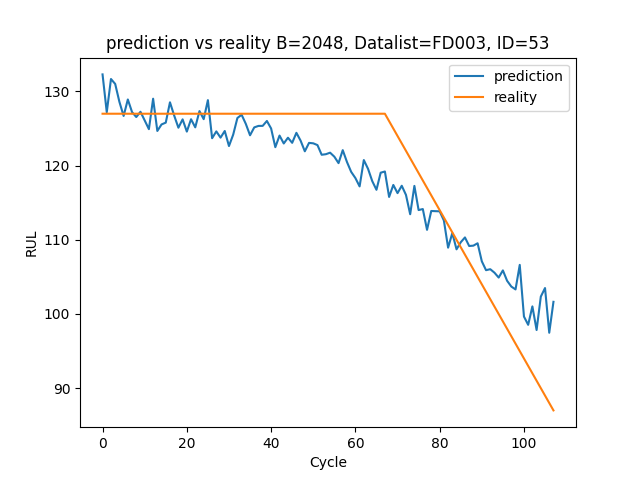 prediction vs reality B=2048, Datalist=FD003, ID=53
prediction
reality
RUL
130
120
110
100
90
0 20 40 60 80 100
Cycle